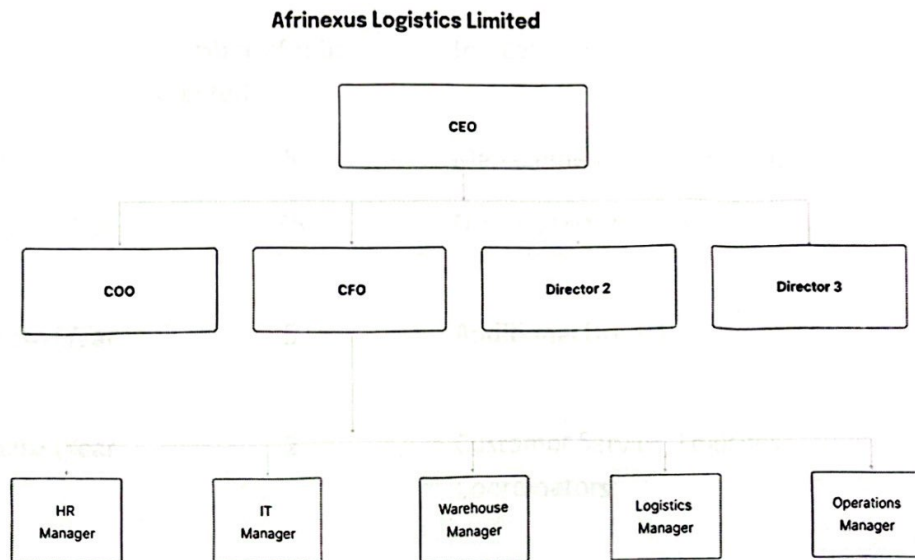 Afrinexus Logistics Limited
CEO
COO
CFO
Director 2
Director 3
HR
Manager
IT
Manager
Warehouse
Manager
Logistics
Manager
Operations
Manager